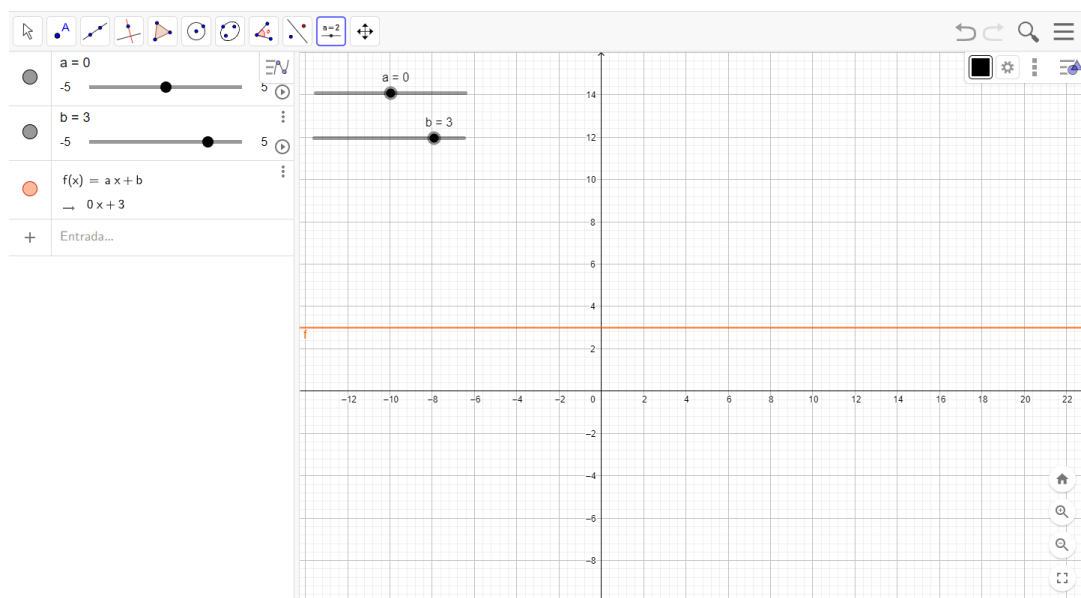 A
a=2
a = 0
-5
5
b = 3
-5
5
f(x) = a x + b
→ 0 x + 3
+ Entrada...
a = 0
b = 3
f
14
12
10
8
6
4
2
−12 −10 −8 −6 −4 −2 0 2 4 6 8 10 12 14 16 18 20 22
−2
−4
−6
−8